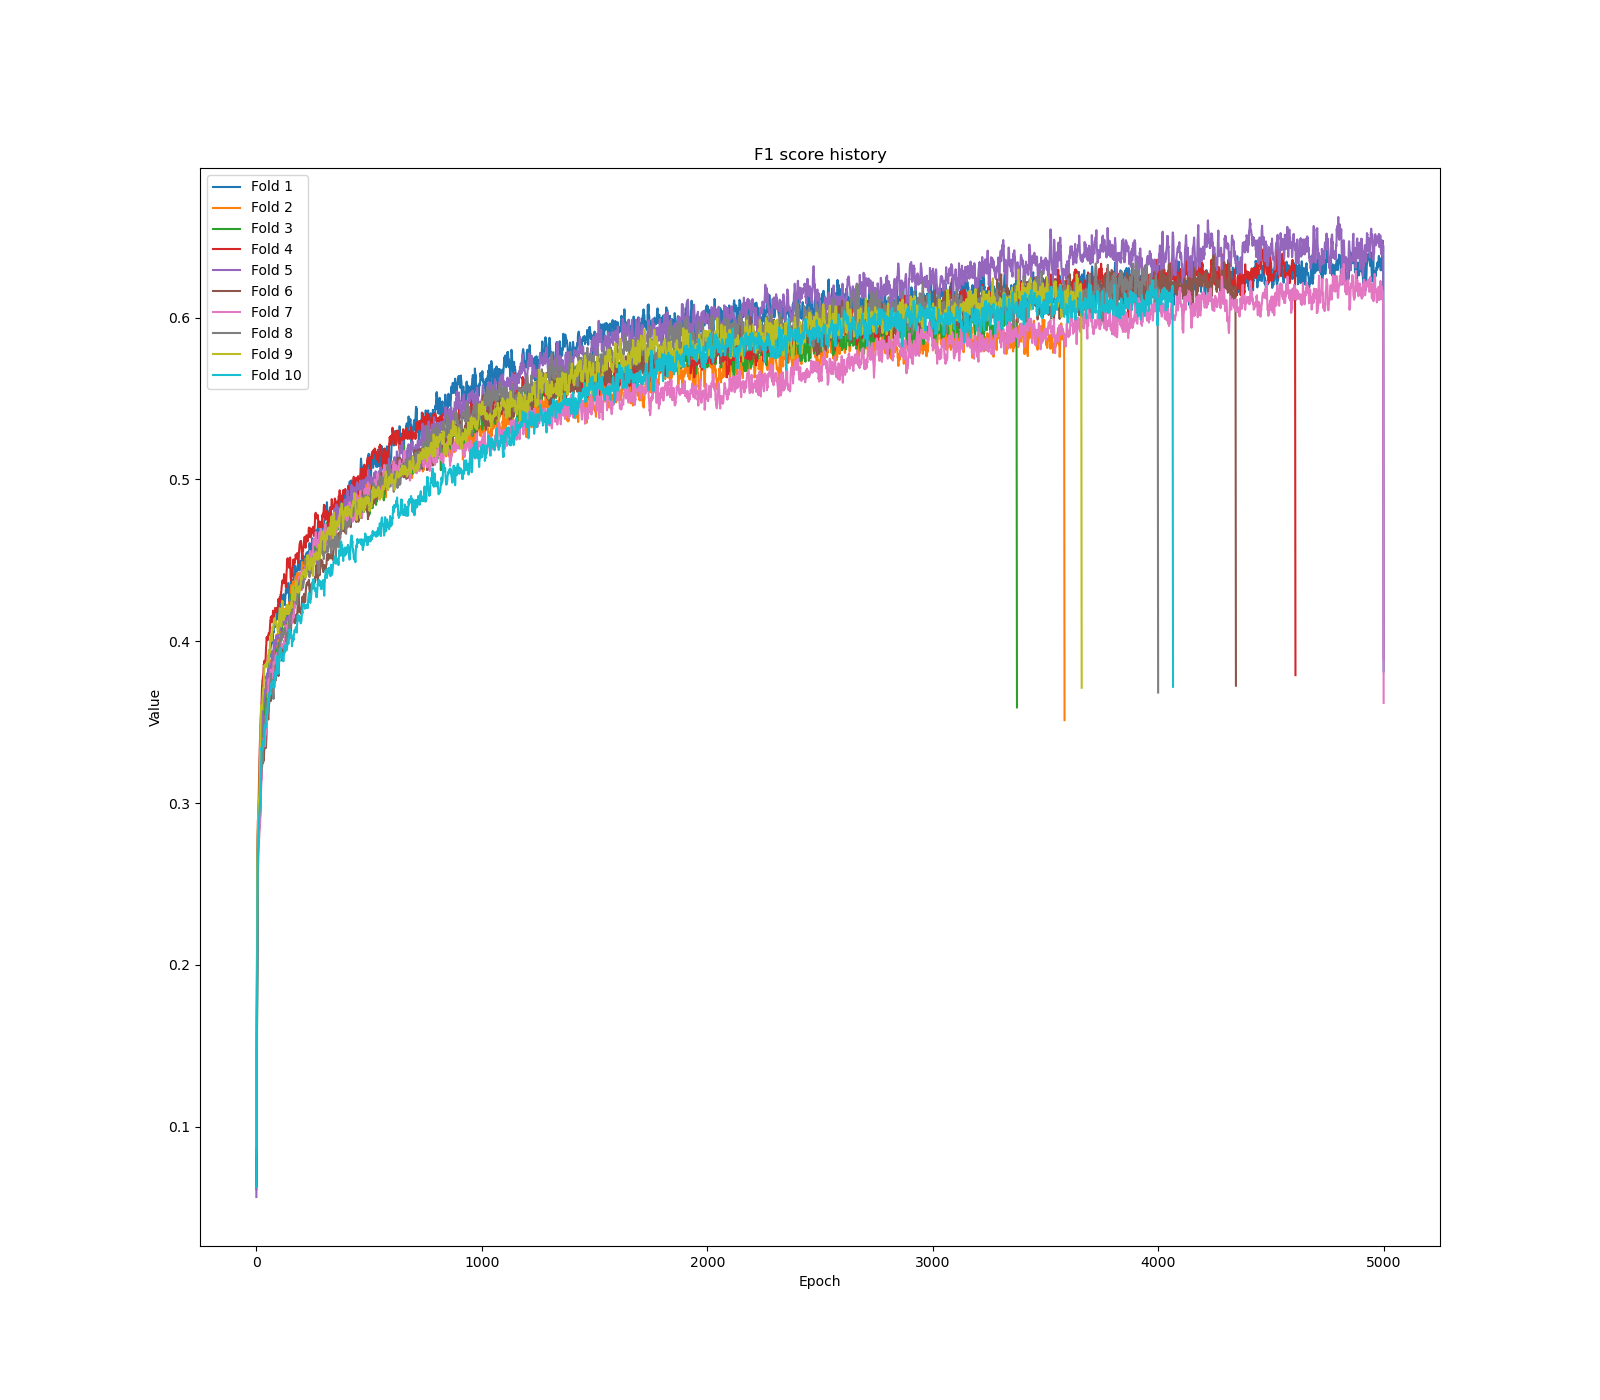 F1 score history
Fold 1
Fold 2
Fold 3
Fold 4
Fold 5
Fold 6
Fold 7
Fold 8
Fold 9
Fold 10
0.6
0.5
0.4
0.3
0.2
0.1
Value
0 1000 2000 3000 4000 5000
Epoch